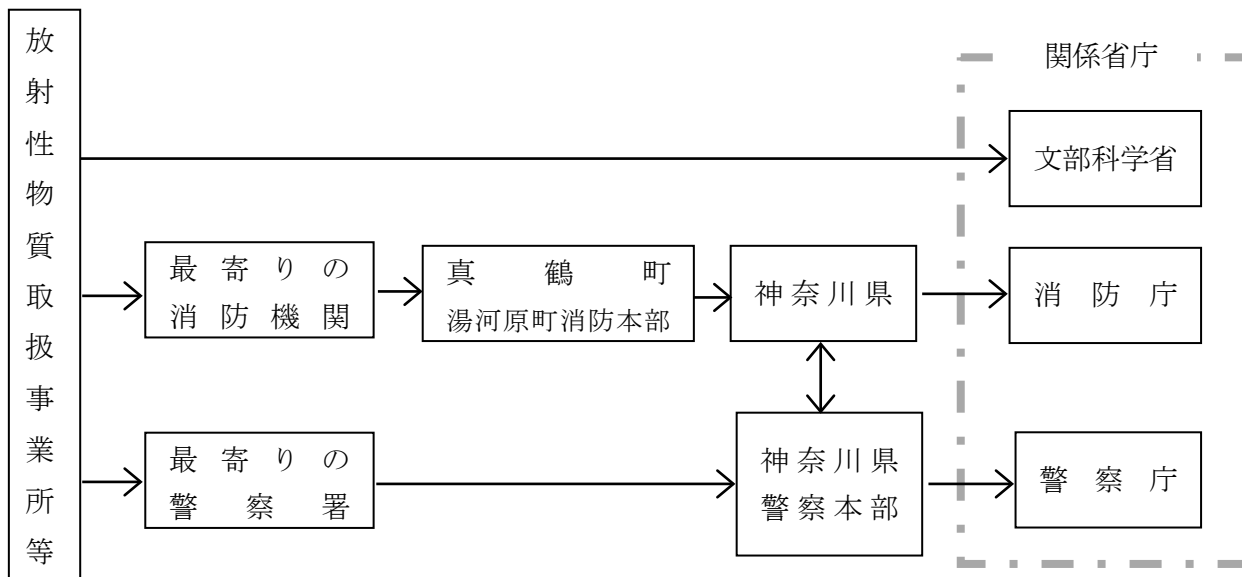 放射性物質取扱事業所等
関係省庁
文部科学省
最寄りの
消防機関
真鶴町
湯河原町消防本部
神奈川県
消防庁
最寄りの
警察署
神奈川県
警察本部
警察庁